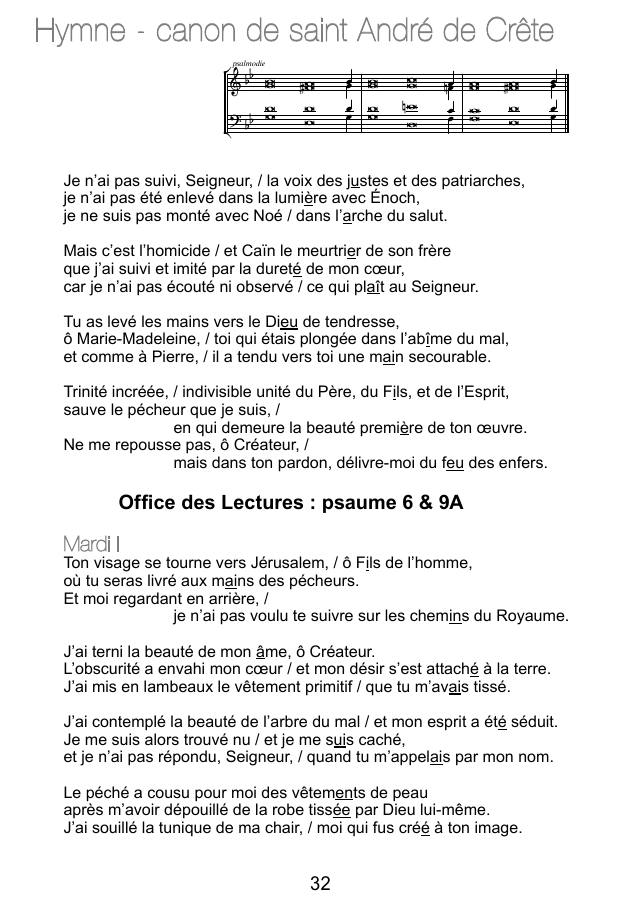 Hymne - canon de saint André de Crête
psalmodie
Je n’ai pas suivi, Seigneur, / la voix des justes et des patriarches,
je n’ai pas été enlevé dans la lumière avec Énoch,
je ne suis pas monté avec Noé / dans l’arche du salut.
Mais c’est l’homicide / et Caïn le meurtrier de son frère
que j’ai suivi et imité par la dureté de mon cœur,
car je n’ai pas écouté ni observé / ce qui plaît au Seigneur.
Tu as levé les mains vers le Dieu de tendresse,
ô Marie-Madeleine, / toi qui étais plongée dans l’abîme du mal,
et comme à Pierre, / il a tendu vers toi une main secourable.
Trinité incréée, / indivisible unité du Père, du Fils, et de l’Esprit,
sauve le pécheur que je suis, /
en qui demeure la beauté première de ton œuvre.
Ne me repousse pas, ô Créateur, /
mais dans ton pardon, délivre-moi du feu des enfers.
Office des Lectures : psaume 6 & 9A
Mardi I
Ton visage se tourne vers Jérusalem, / ô Fils de l’homme,
où tu seras livré aux mains des pécheurs.
Et moi regardant en arrière, /
je n’ai pas voulu te suivre sur les chemins du Royaume.
J’ai terni la beauté de mon âme, ô Créateur.
L’obscurité a envahi mon cœur / et mon désir s’est attaché à la terre.
J’ai mis en lambeaux le vêtement primitif / que tu m’avais tissé.
J’ai contemplé la beauté de l’arbre du mal / et mon esprit a été séduit.
Je me suis alors trouvé nu / et je me suis caché,
et je n’ai pas répondu, Seigneur, / quand tu m’appelais par mon nom.
Le péché a cousu pour moi des vêtements de peau
après m’avoir dépouillé de la robe tissée par Dieu lui-même.
J’ai souillé la tunique de ma chair, / moi qui fus créé à ton image.
32